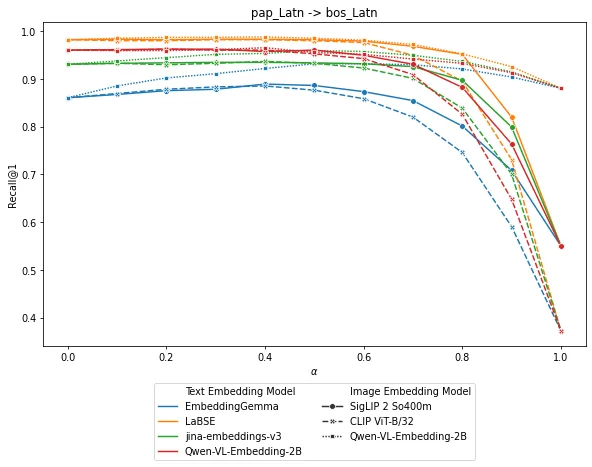 pap_Latn -> bos_Latn
1.0
0.9
0.8
0.7
0.6
0.5
0.4
Recall@1
0.0 0.2 0.4 0.6 0.8 1.0
α
Text Embedding Model Image Embedding Model
EmbeddingGemma SigLIP 2 So400m
LaBSE CLIP ViT-B/32
jina-embeddings-v3 Qwen-VL-Embedding-2B
Qwen-VL-Embedding-2B